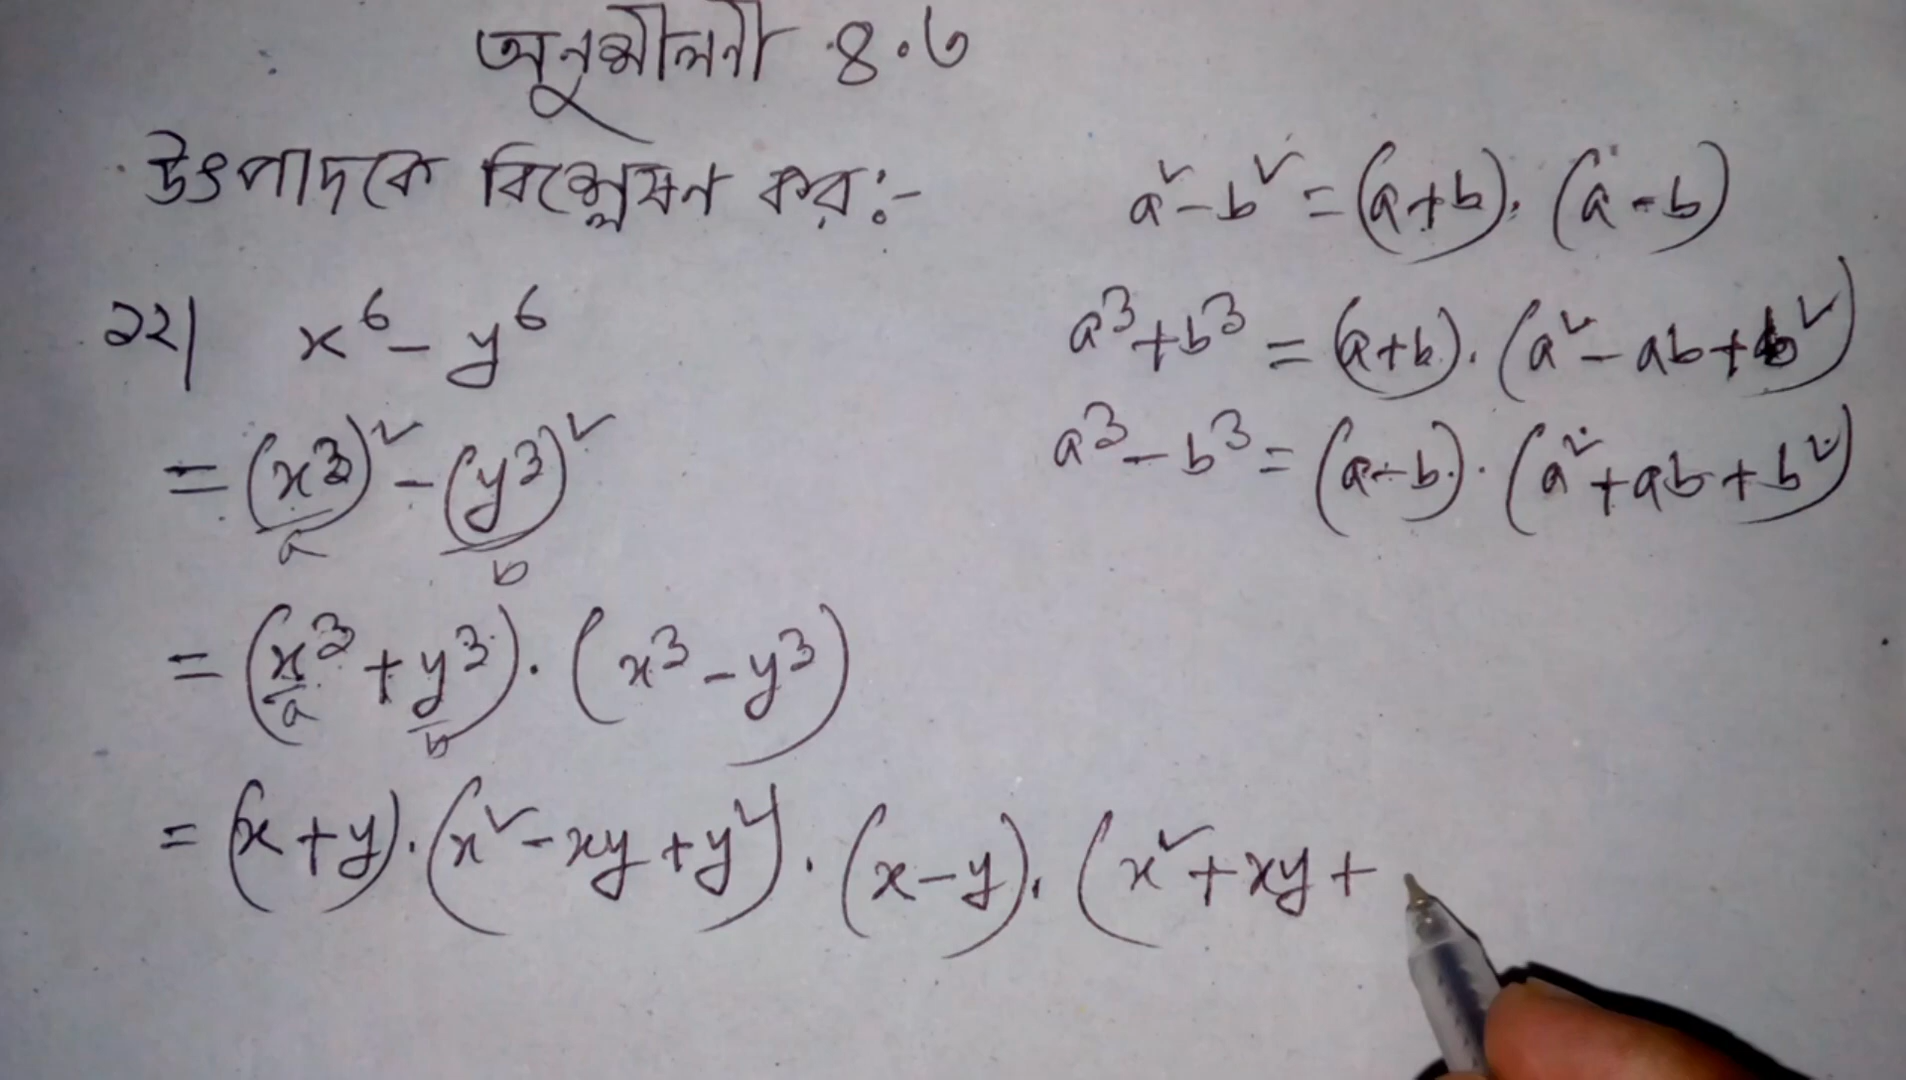 অনুশীলনী ৪.৩
উৎপাদকে বিশ্লেষন কর:-
a² - b² = (a+b).(a-b)
২২| x⁶ - y⁶
a³+b³ = (a+b).(a² - ab + b²)
= (x³)² - (y³)²
a b
a³ - b³ = (a-b).(a²+ab+b²)
= (x³ + y³).(x³ - y³)
a b
= (x+y).(x² - xy + y²).(x-y).(x² + xy +